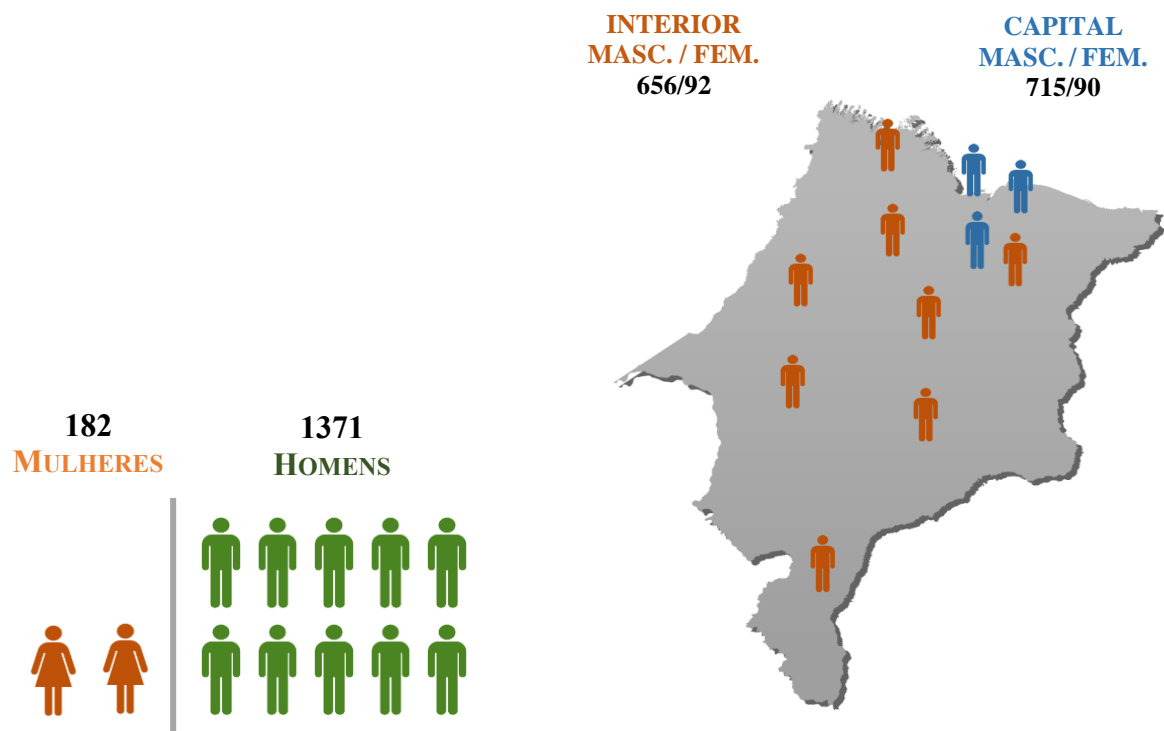 INTERIOR
MASC. / FEM.
656/92
CAPITAL
MASC. / FEM.
715/90
182
MULHERES
1371
HOMENS